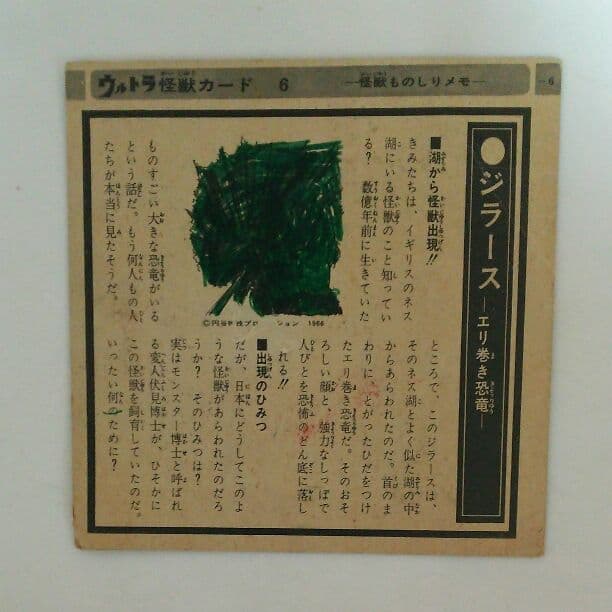 ウルトラ怪獣カード 6 ―怪獣ものしりメモ― ―6
●ジラース―エリ巻き恐竜―
■湖から怪獣出現!!
きみたちは、イギリスのネス
湖にいる怪獣のこと知ってい
る? 数億年前に生きていた
ものすごい大きな恐竜がいる
という話だ。もう何人もの人
たちが本当に見たそうだ。
©円谷特技プロ ション 1966
ところで、このジラースは、
そのネス湖とよく似た湖の中
からあらわれたのだ。首のま
わりに、とがったひだをつけ
たエリ巻き恐竜だ。そのおそ
ろしい顔と、強力なしっぽで
人びとを恐怖のどん底に落し
れる!!
■出現のひみつ
だが、日本にどうしてこのよ
うな怪獣があらわれたのだろ
うか? そのひみつは?
実はモンスター博士と呼ばれ
る変人伏見博士が、ひそかに
この怪獣を飼育していたのだ。
いったい何のために?